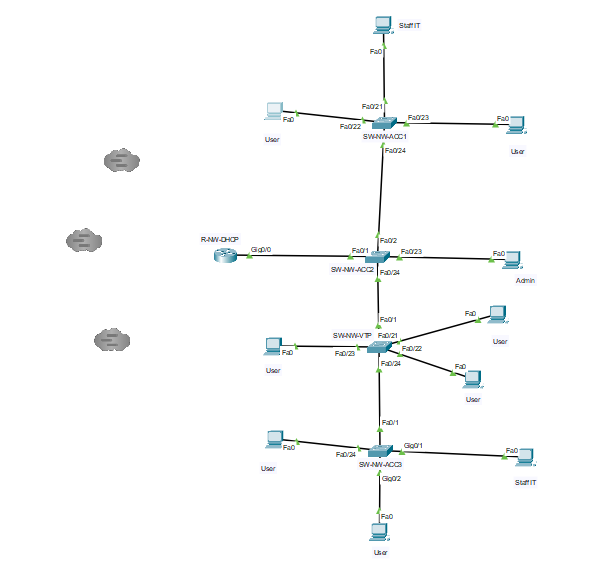 Staff IT
Fa0
Fa0/21
Fa0
Fa0/22
Fa0/23
Fa0
User
SW-NW-ACC1
User
Fa0/24
Fa0/2
R-NW-DHCP
Gig0/0
Fa0/1
Fa0/23
Fa0
SW-NW-ACC2
Fa0/24
Admin
Fa0/1
Fa0
SW-NW-VTP
Fa0/21
User
Fa0
Fa0/23
Fa0/22
User
Fa0/24
Fa0
User
Fa0/1
Fa0
Fa0/24
Gig0/1
Fa0
User
SW-NW-ACC3
Gig0/2
Staff IT
Fa0
User